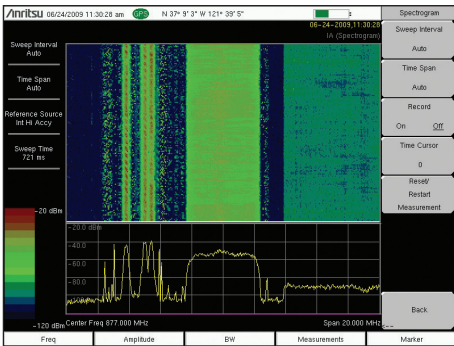 /Inritsu 06/24/2009 11:30:28 am GPS N 37° 9' 3" W 121° 39' 5"
Spectrogram
06-24-2009,11:30:20
IA (Spectrogram)
Sweep Interval
Auto
Time Span
Auto
Reference Source
Int Hi Accy
Sweep Time
721 ms
-20 dBm
-120 dBm
-20.0 dBm
-40.0
-60.0
-80.0
-100.0
Center Freq 877.000 MHz
Span 20.000 MHz
Sweep Interval
Auto
Time Span
Auto
Record
On Off
Time Cursor
0
Reset/
Restart
Measurement
Back
<---
Freq
Amplitude
BW
Measurements
Marker